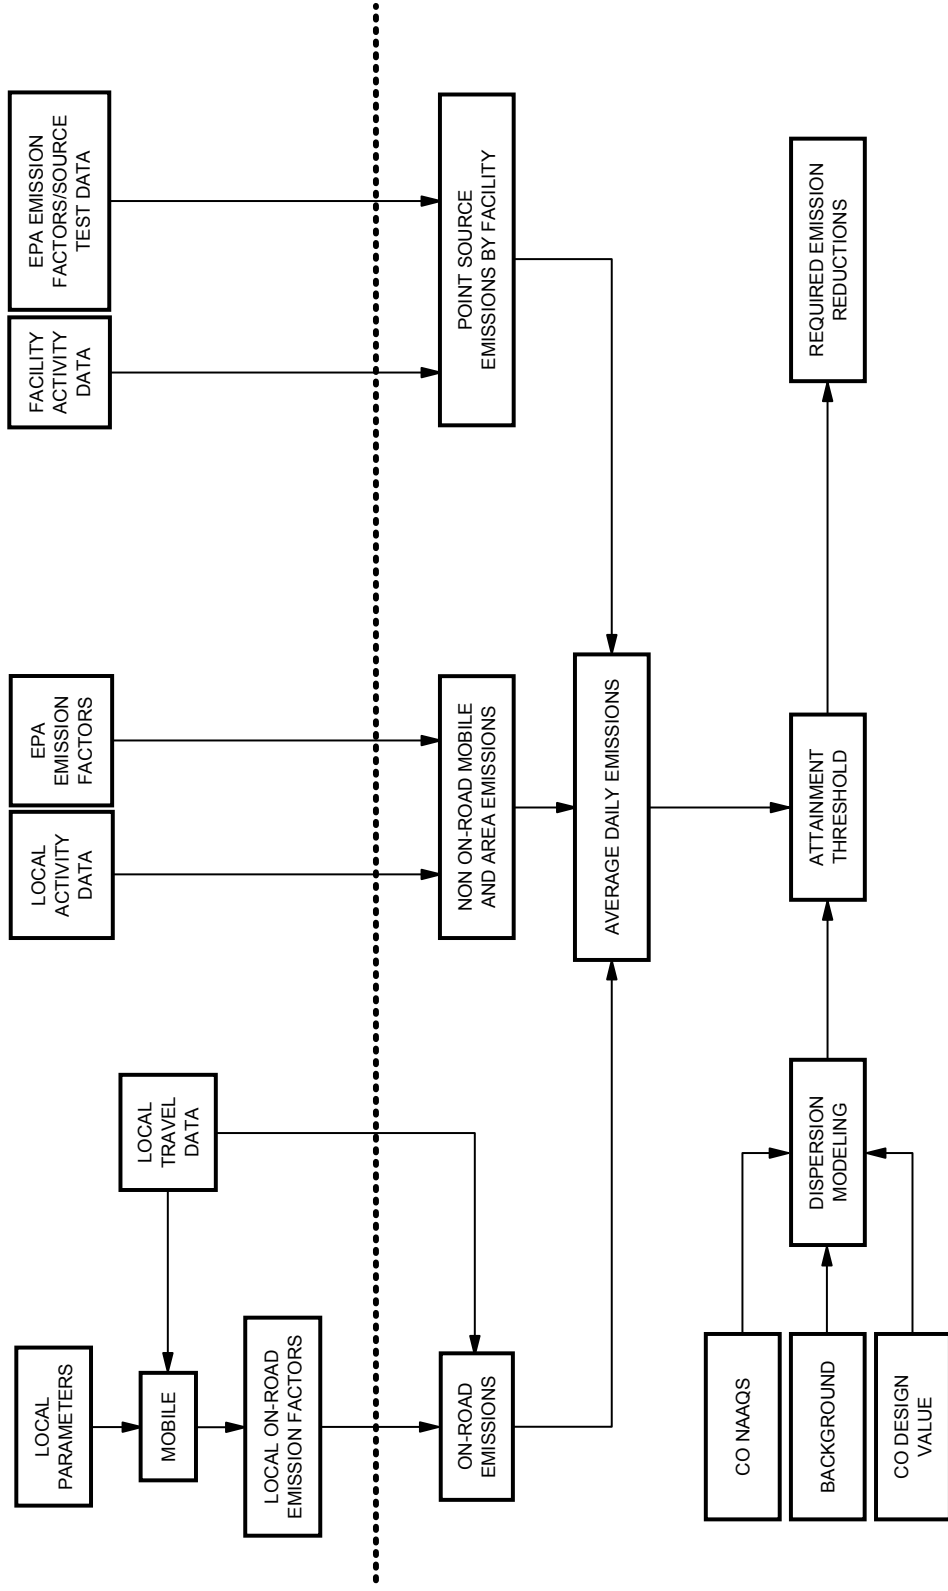 LOCAL
PARAMETERS
MOBILE
LOCAL
TRAVEL
DATA
LOCAL ON-ROAD
EMISSION FACTORS
LOCAL
ACTIVITY
DATA
EPA
EMISSION
FACTORS
FACILITY
ACTIVITY
DATA
EPA EMISSION
FACTORS/SOURCE
TEST DATA
ON-ROAD
EMISSIONS
NON ON-ROAD MOBILE
AND AREA EMISSIONS
POINT SOURCE
EMISSIONS BY FACILITY
AVERAGE DAILY EMISSIONS
CO NAAQS
BACKGROUND
CO DESIGN
VALUE
DISPERSION
MODELING
ATTAINMENT
THRESHOLD
REQUIRED EMISSION
REDUCTIONS